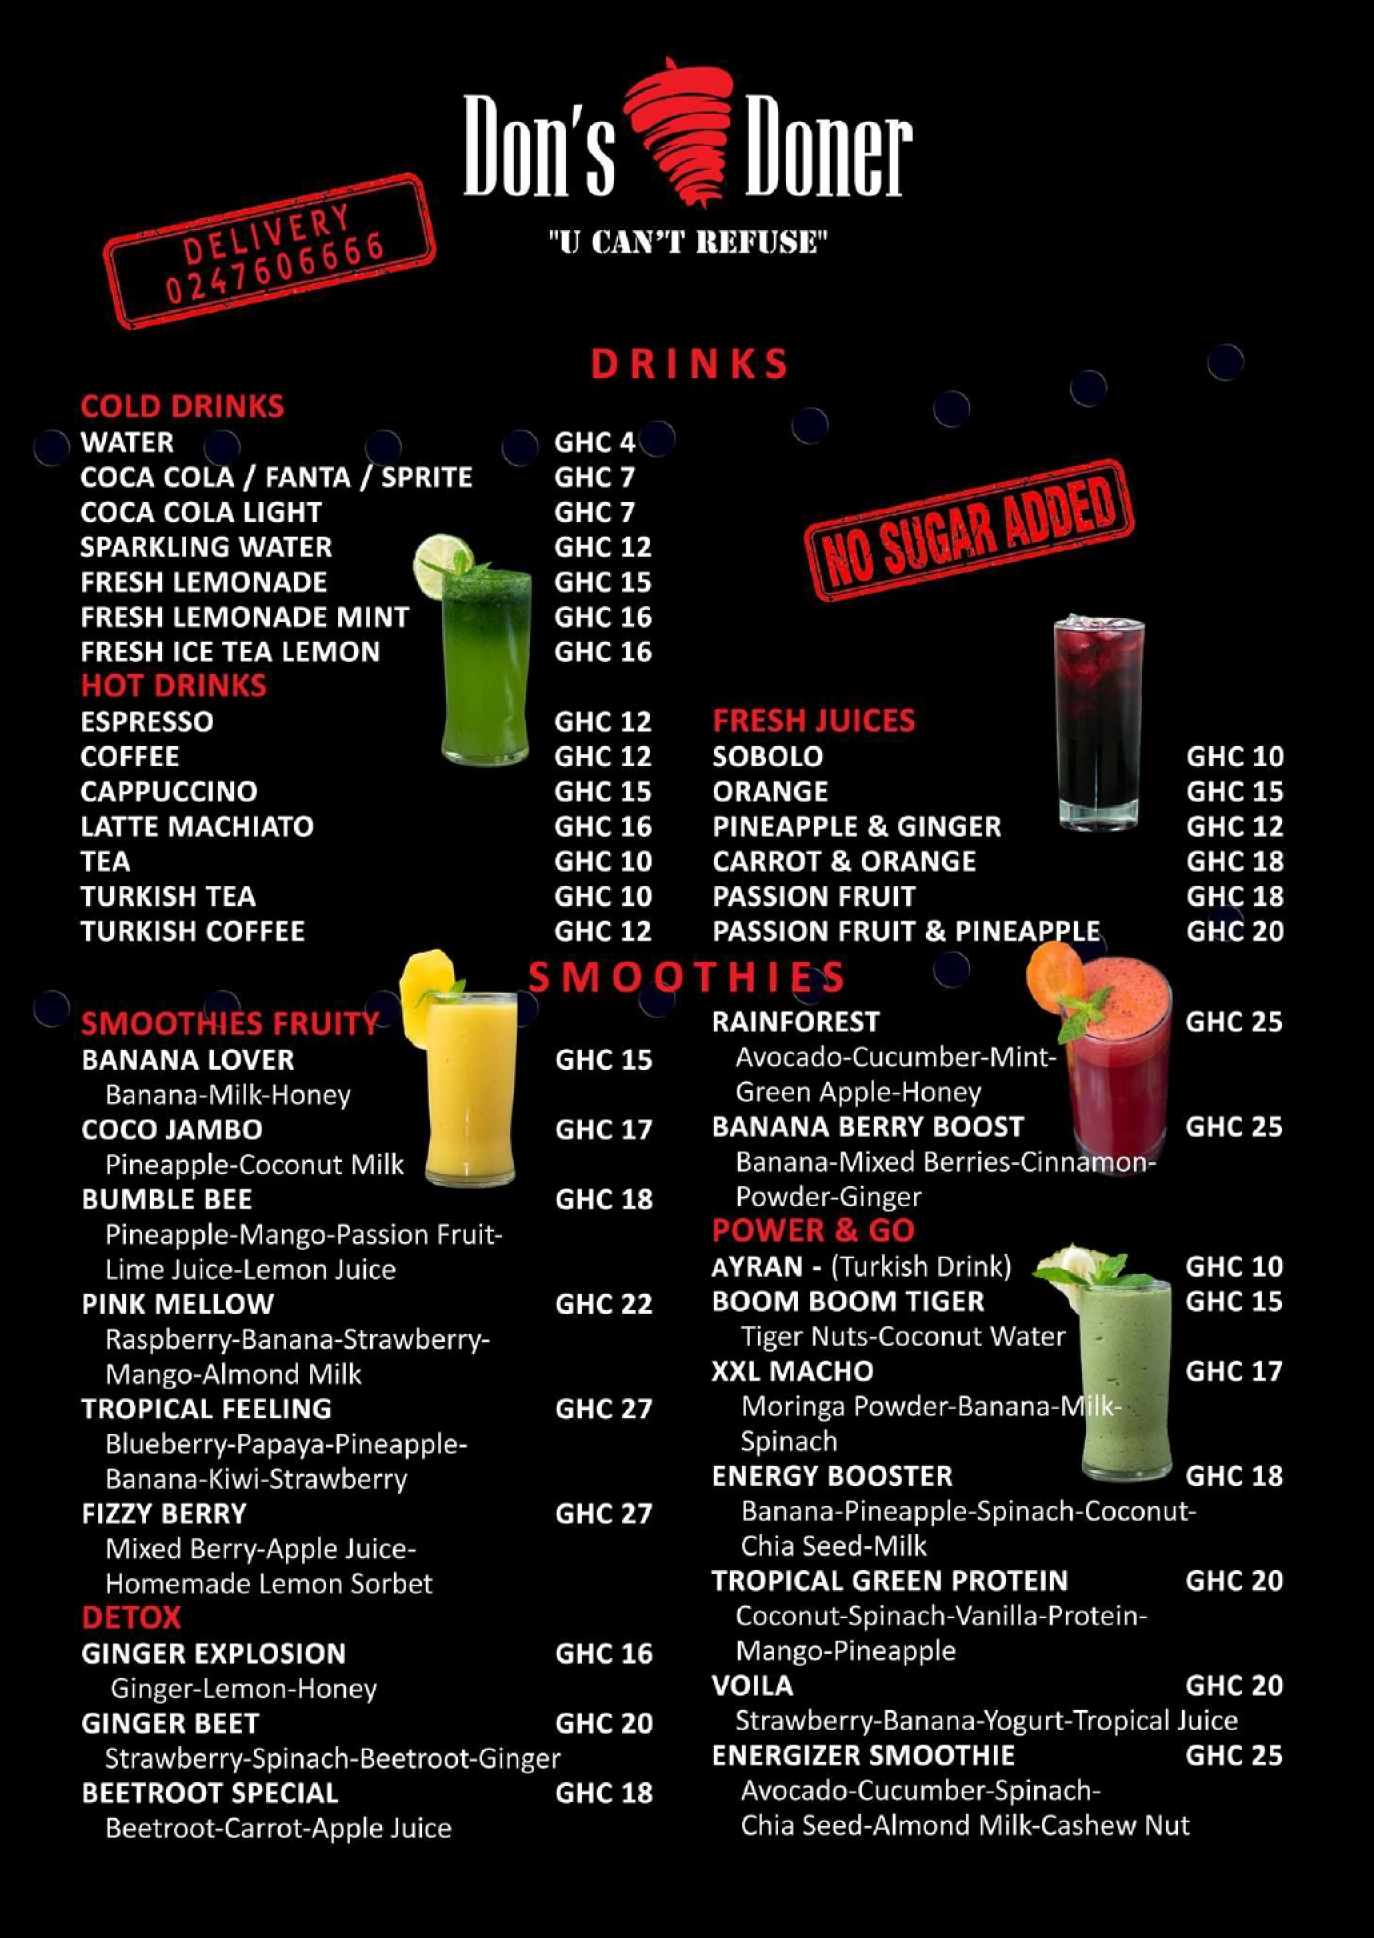 Don's Doner
"U CAN'T REFUSE"
DELIVERY
0247606666
DRINKS
COLD DRINKS
WATER GHC 4
COCA COLA / FANTA / SPRITE GHC 7
COCA COLA LIGHT GHC 7
SPARKLING WATER GHC 12
FRESH LEMONADE GHC 15
FRESH LEMONADE MINT GHC 16
FRESH ICE TEA LEMON GHC 16
HOT DRINKS
ESPRESSO GHC 12
COFFEE GHC 12
CAPPUCCINO GHC 15
LATTE MACHIATO GHC 16
TEA GHC 10
TURKISH TEA GHC 10
TURKISH COFFEE GHC 12
NO SUGAR ADDED
FRESH JUICES
SOBOLO GHC 10
ORANGE GHC 15
PINEAPPLE & GINGER GHC 12
CARROT & ORANGE GHC 18
PASSION FRUIT GHC 18
PASSION FRUIT & PINEAPPLE GHC 20
SMOOTHIES
SMOOTHIES FRUITY
BANANA LOVER GHC 15
Banana-Milk-Honey
COCO JAMBO GHC 17
Pineapple-Coconut Milk
BUMBLE BEE GHC 18
Pineapple-Mango-Passion Fruit-
Lime Juice-Lemon Juice
PINK MELLOW GHC 22
Raspberry-Banana-Strawberry-
Mango-Almond Milk
TROPICAL FEELING GHC 27
Blueberry-Papaya-Pineapple-
Banana-Kiwi-Strawberry
FIZZY BERRY GHC 27
Mixed Berry-Apple Juice-
Homemade Lemon Sorbet
DETOX
GINGER EXPLOSION GHC 16
Ginger-Lemon-Honey
GINGER BEET GHC 20
Strawberry-Spinach-Beetroot-Ginger
BEETROOT SPECIAL GHC 18
Beetroot-Carrot-Apple Juice
RAINFOREST GHC 25
Avocado-Cucumber-Mint-
Green Apple-Honey
BANANA BERRY BOOST GHC 25
Banana-Mixed Berries-Cinnamon-
Powder-Ginger
POWER & GO
AYRAN - (Turkish Drink) GHC 10
BOOM BOOM TIGER GHC 15
Tiger Nuts-Coconut Water
XXL MACHO GHC 17
Moringa Powder-Banana-Milk-
Spinach
ENERGY BOOSTER GHC 18
Banana-Pineapple-Spinach-Coconut-
Chia Seed-Milk
TROPICAL GREEN PROTEIN GHC 20
Coconut-Spinach-Vanilla-Protein-
Mango-Pineapple
VOILA GHC 20
Strawberry-Banana-Yogurt-Tropical Juice
ENERGIZER SMOOTHIE GHC 25
Avocado-Cucumber-Spinach-
Chia Seed-Almond Milk-Cashew Nut